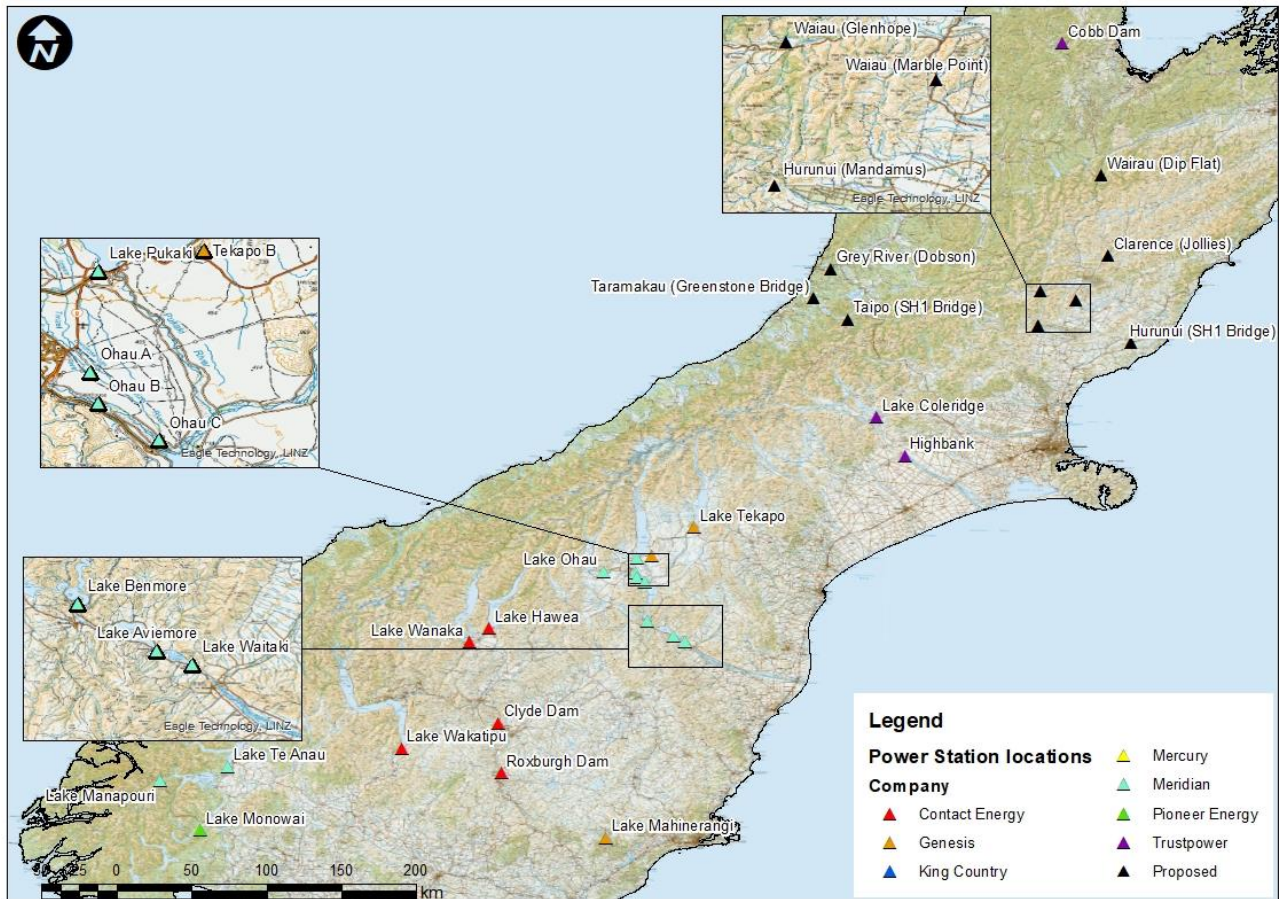 N
Waiau (Glenhope)
Waiau (Marble Point)
Hurunui (Mandamus)
Eagle Technology, LINZ
Cobb Dam
Wairau (Dip Flat)
Clarence (Jollies)
Grey River (Dobson)
Taramakau (Greenstone Bridge)
Taipo (SH1 Bridge)
Hurunui (SH1 Bridge)
Lake Pukaki
Tekapo B
Ohau A
Ohau B
Ohau C
Eagle Technology, LINZ
Lake Coleridge
Highbank
Lake Tekapo
Lake Ohau
Lake Hawea
Lake Wanaka
Lake Benmore
Lake Aviemore
Lake Waitaki
Eagle Technology, LINZ
Clyde Dam
Lake Wakatipu
Roxburgh Dam
Lake Te Anau
Lake Manapouri
Lake Monowai
Lake Mahinerangi
50 25 0 50 100 150 200
km
Legend
Power Station locations
Company
Contact Energy
Genesis
King Country
Mercury
Meridian
Pioneer Energy
Trustpower
Proposed